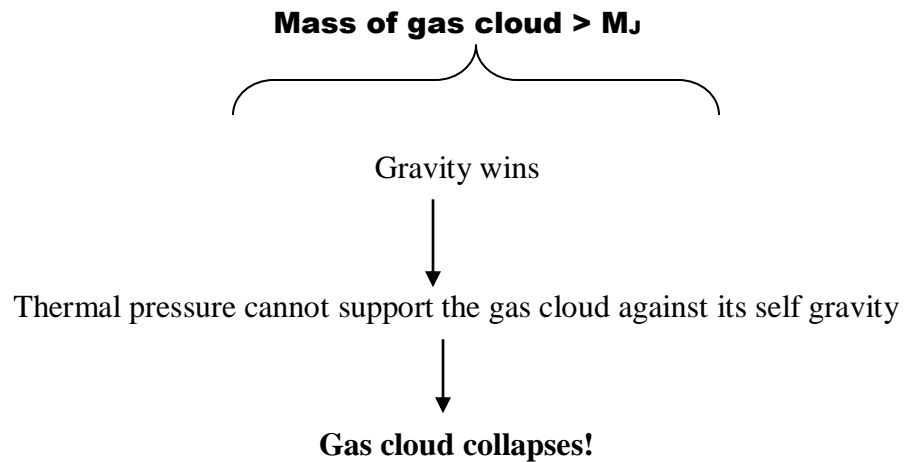 Mass of gas cloud > MJ
Gravity wins
Thermal pressure cannot support the gas cloud against its self gravity
Gas cloud collapses!